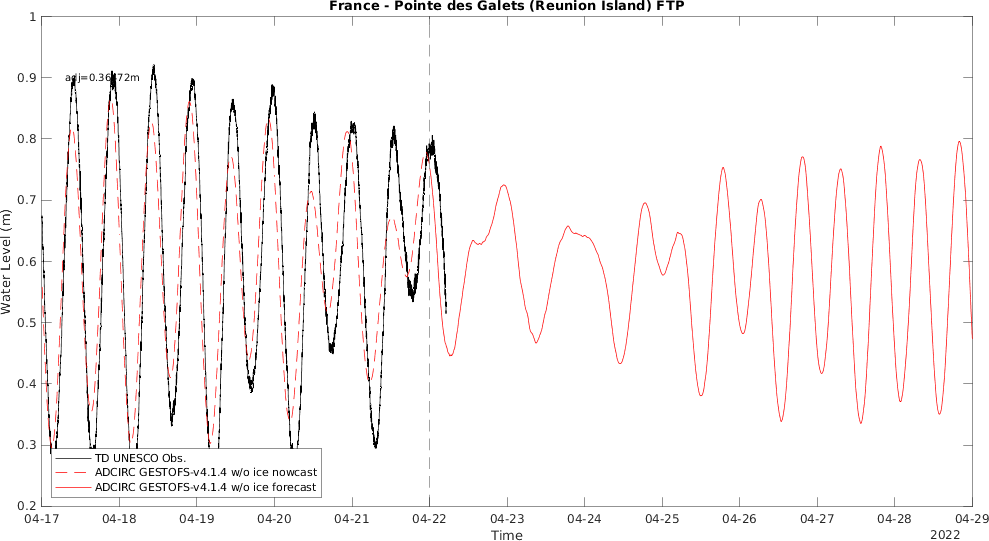 France - Pointe des Galets (Reunion Island) FTP
1
0.9
0.8
0.7
0.6
0.5
0.4
0.3
0.2
Water Level (m)
TD UNESCO Obs.
ADCIRC GESTOFS-v4.1.4 w/o ice nowcast
ADCIRC GESTOFS-v4.1.4 w/o ice forecast
04-17 04-18 04-19 04-20 04-21 04-22 04-23 04-24 04-25 04-26 04-27 04-28 04-29
Time
2022